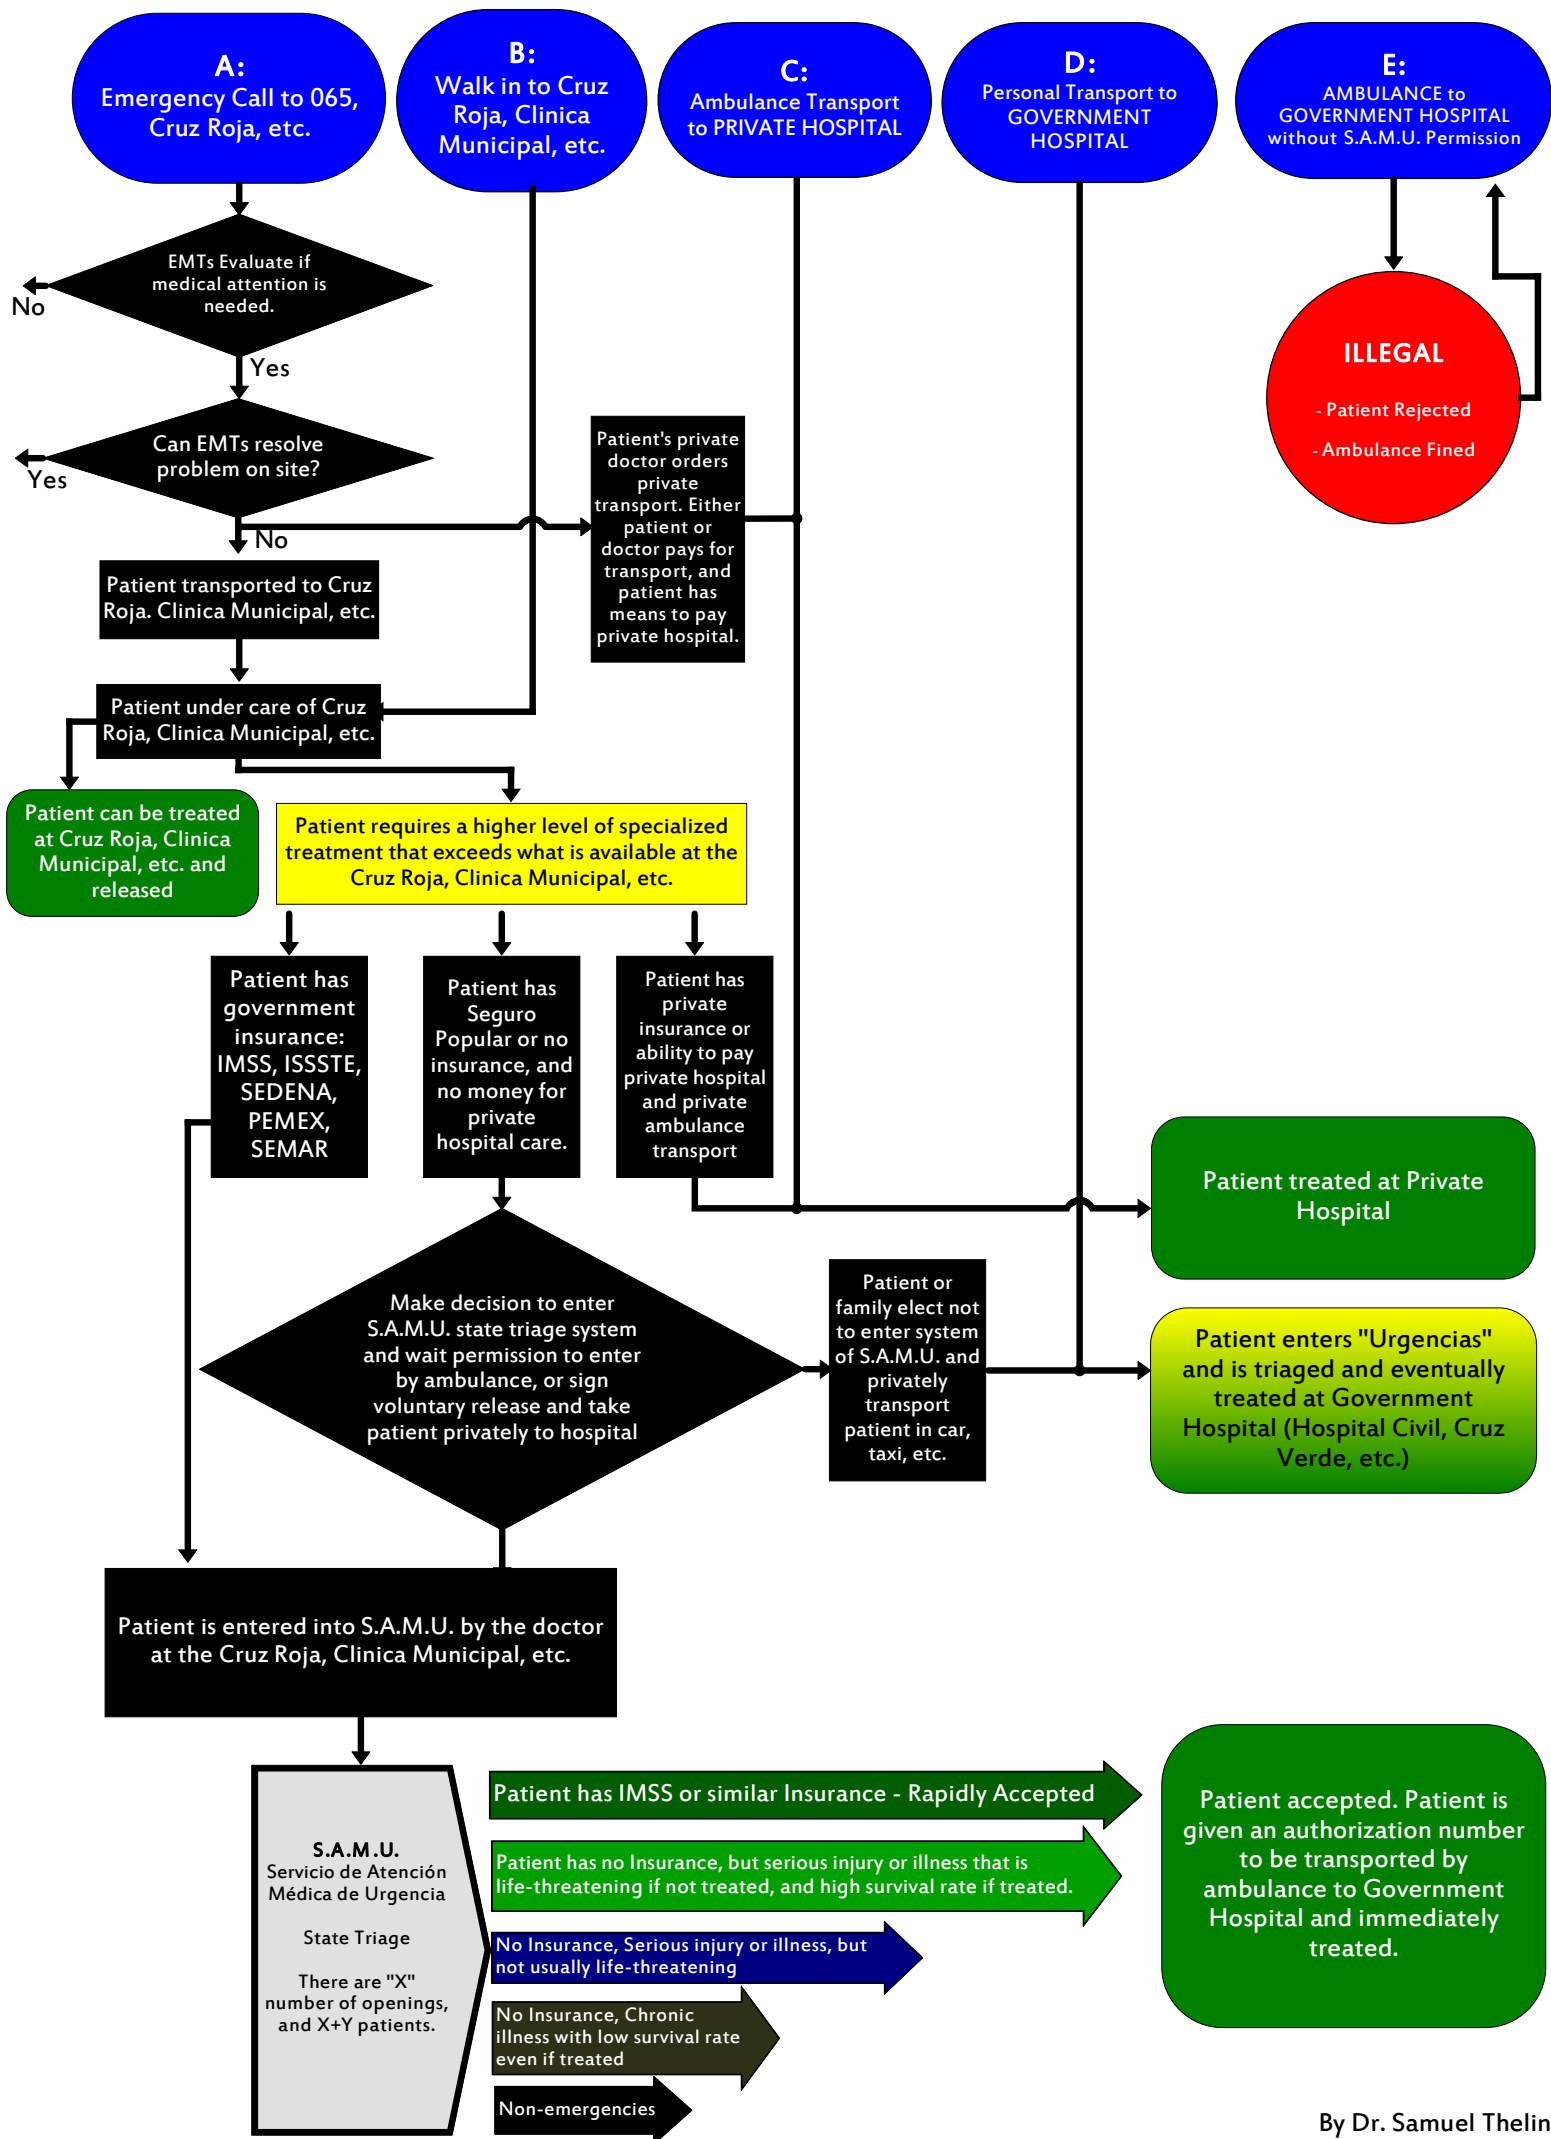 A:
Emergency Call to 065,
Cruz Roja, etc.
B:
Walk in to Cruz
Roja, Clinica
Municipal, etc.
C:
Ambulance Transport
to PRIVATE HOSPITAL
D:
Personal Transport to
GOVERNMENT
HOSPITAL
E:
AMBULANCE to
GOVERNMENT HOSPITAL
without S.A.M.U. Permission
EMTs Evaluate if
medical attention is
needed.
No
Yes
ILLEGAL
- Patient Rejected
- Ambulance Fined
Can EMTs resolve
problem on site?
Yes
No
Patient's private
doctor orders
private
transport. Either
patient or
doctor pays for
transport, and
patient has
means to pay
private hospital.
Patient transported to Cruz
Roja. Clinica Municipal, etc.
Patient under care of Cruz
Roja, Clinica Municipal, etc.
Patient can be treated
at Cruz Roja, Clinica
Municipal, etc. and
released
Patient requires a higher level of specialized
treatment that exceeds what is available at the
Cruz Roja, Clinica Municipal, etc.
Patient has
government
insurance:
IMSS, ISSSTE,
SEDENA,
PEMEX,
SEMAR
Patient has
Seguro
Popular or no
insurance, and
no money for
private
hospital care.
Patient has
private
insurance or
ability to pay
private hospital
and private
ambulance
transport
Patient treated at Private
Hospital
Make decision to enter
S.A.M.U. state triage system
and wait permission to enter
by ambulance, or sign
voluntary release and take
patient privately to hospital
Patient or
family elect not
to enter system
of S.A.M.U. and
privately
transport
patient in car,
taxi, etc.
Patient enters "Urgencias"
and is triaged and eventually
treated at Government
Hospital (Hospital Civil, Cruz
Verde, etc.)
Patient is entered into S.A.M.U. by the doctor
at the Cruz Roja, Clinica Municipal, etc.
S.A.M.U.
Servicio de Atención
Médica de Urgencia
State Triage
There are "X"
number of openings,
and X+Y patients.
Patient has IMSS or similar Insurance - Rapidly Accepted
Patient has no Insurance, but serious injury or illness that is
life-threatening if not treated, and high survival rate if treated.
No Insurance, Serious injury or illness, but
not usually life-threatening
No Insurance, Chronic
illness with low survival rate
even if treated
Non-emergencies
Patient accepted. Patient is
given an authorization number
to be transported by
ambulance to Government
Hospital and immediately
treated.
By Dr. Samuel Thelin